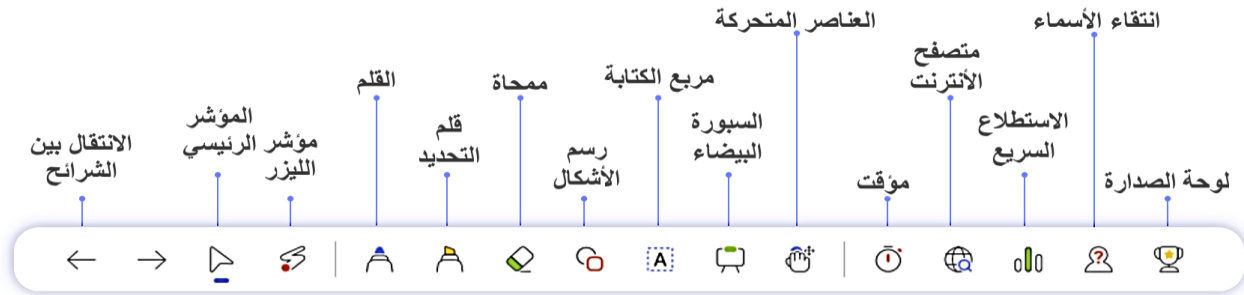 انتقاء الأسماء
العناصر المتحركة
متصفح
الأنترنت
مربع الكتابة
ممحاة
القلم
الاستطلاع
السريع
السبورة
البيضاء
المؤشر
الرئيسي
مؤشر
الليزر
قلم
التحديد
رسم
الأشكال
الانتقال بين
الشرائح
مؤقت
لوحة الصدارة
A
?